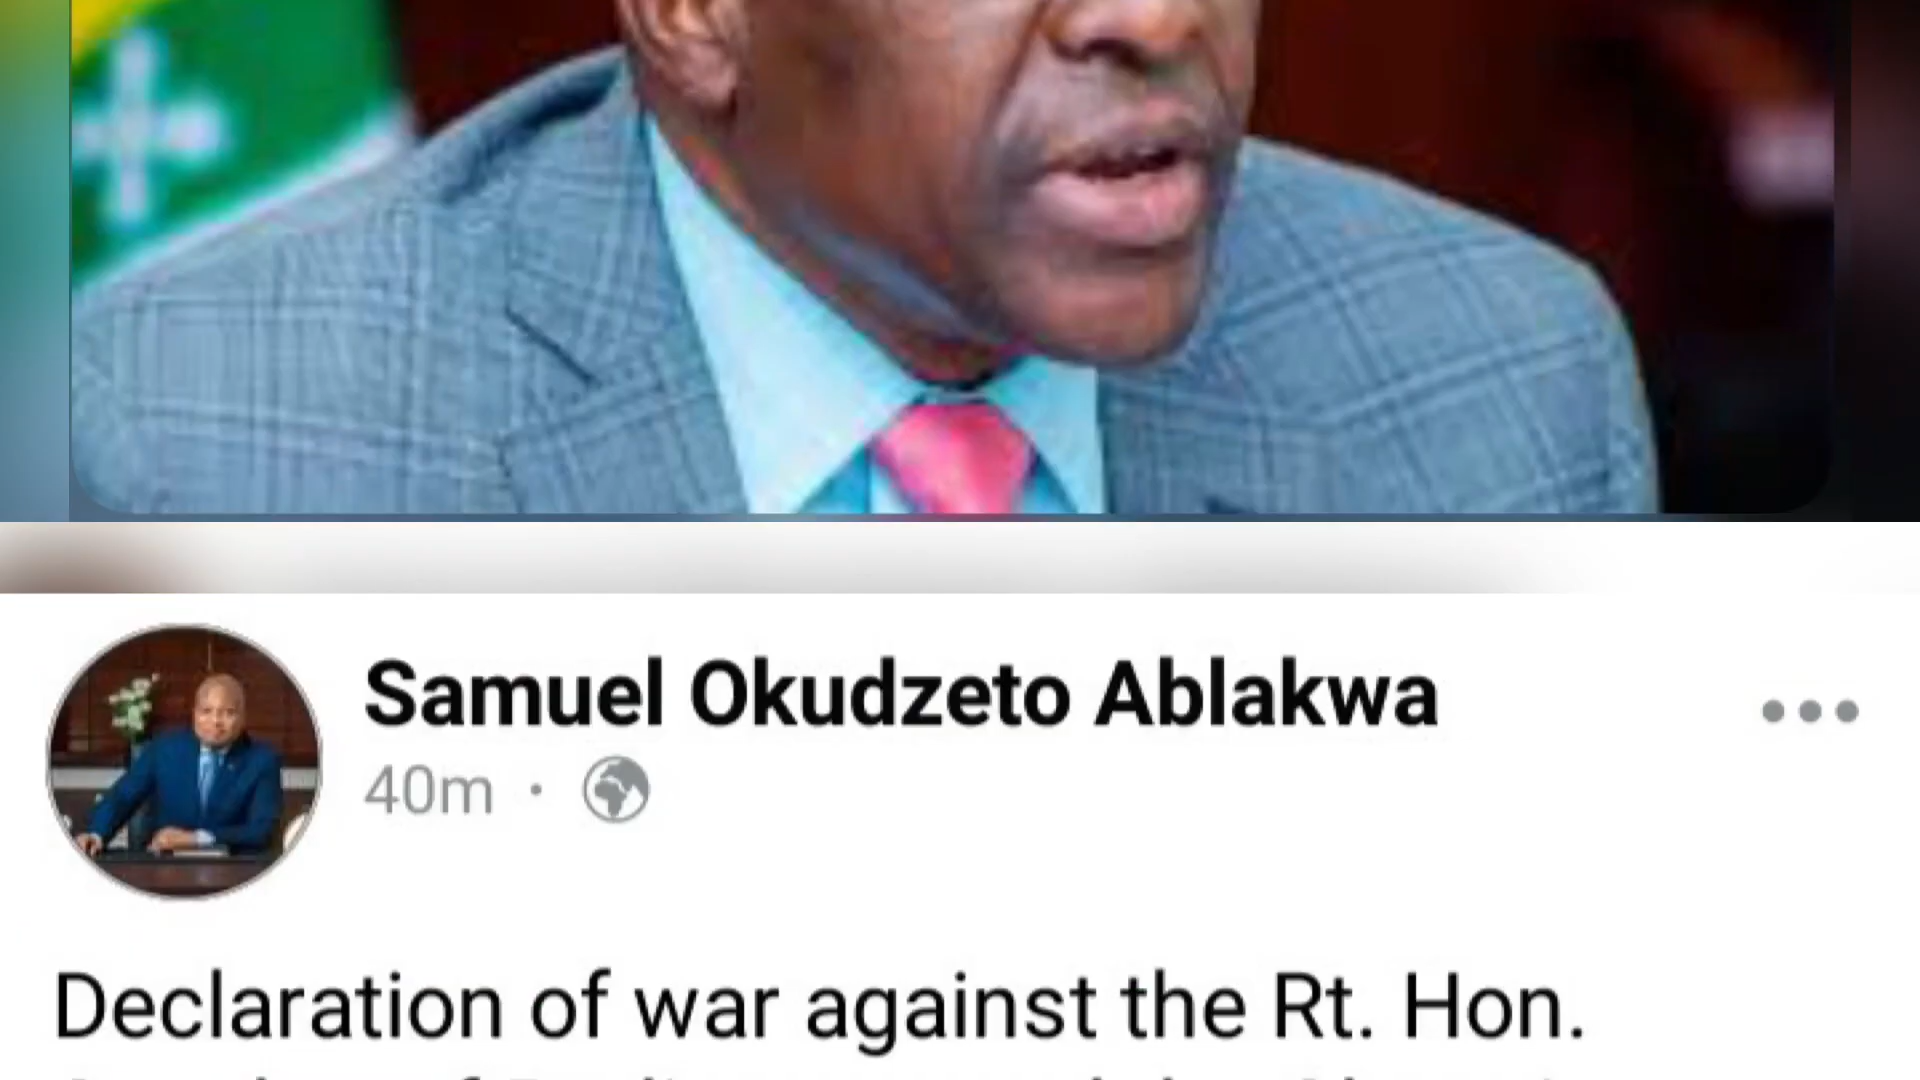 Samuel Okudzeto Ablakwa
40m ·
Declaration of war against the Rt. Hon.